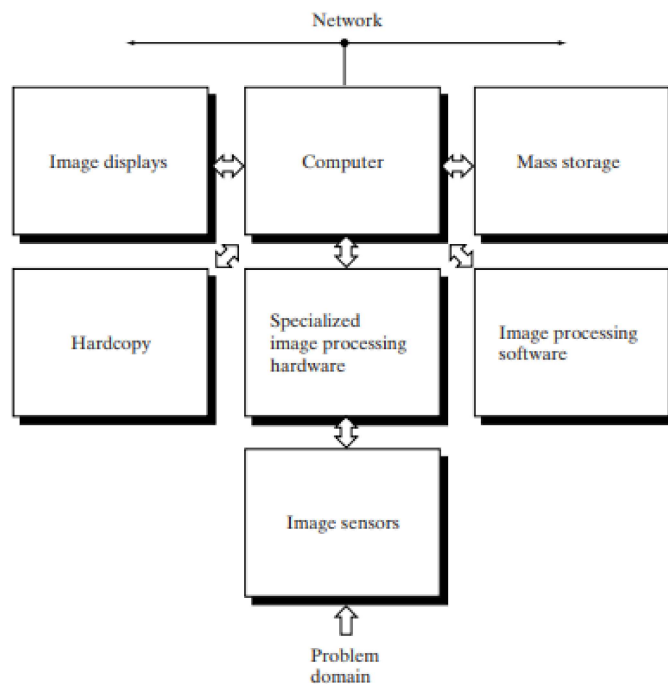 Network
Image displays
Computer
Mass storage
Hardcopy
Specialized
image processing
hardware
Image processing
software
Image sensors
Problem
domain